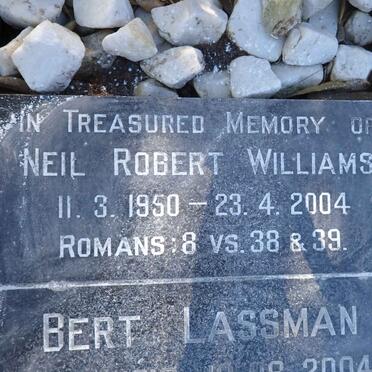 IN TREASURED MEMORY OF
NEIL ROBERT WILLIAMS
11. 3. 1950 – 23. 4. 2004
ROMANS: 8 VS. 38 & 39.
BERT LASSMAN
2004